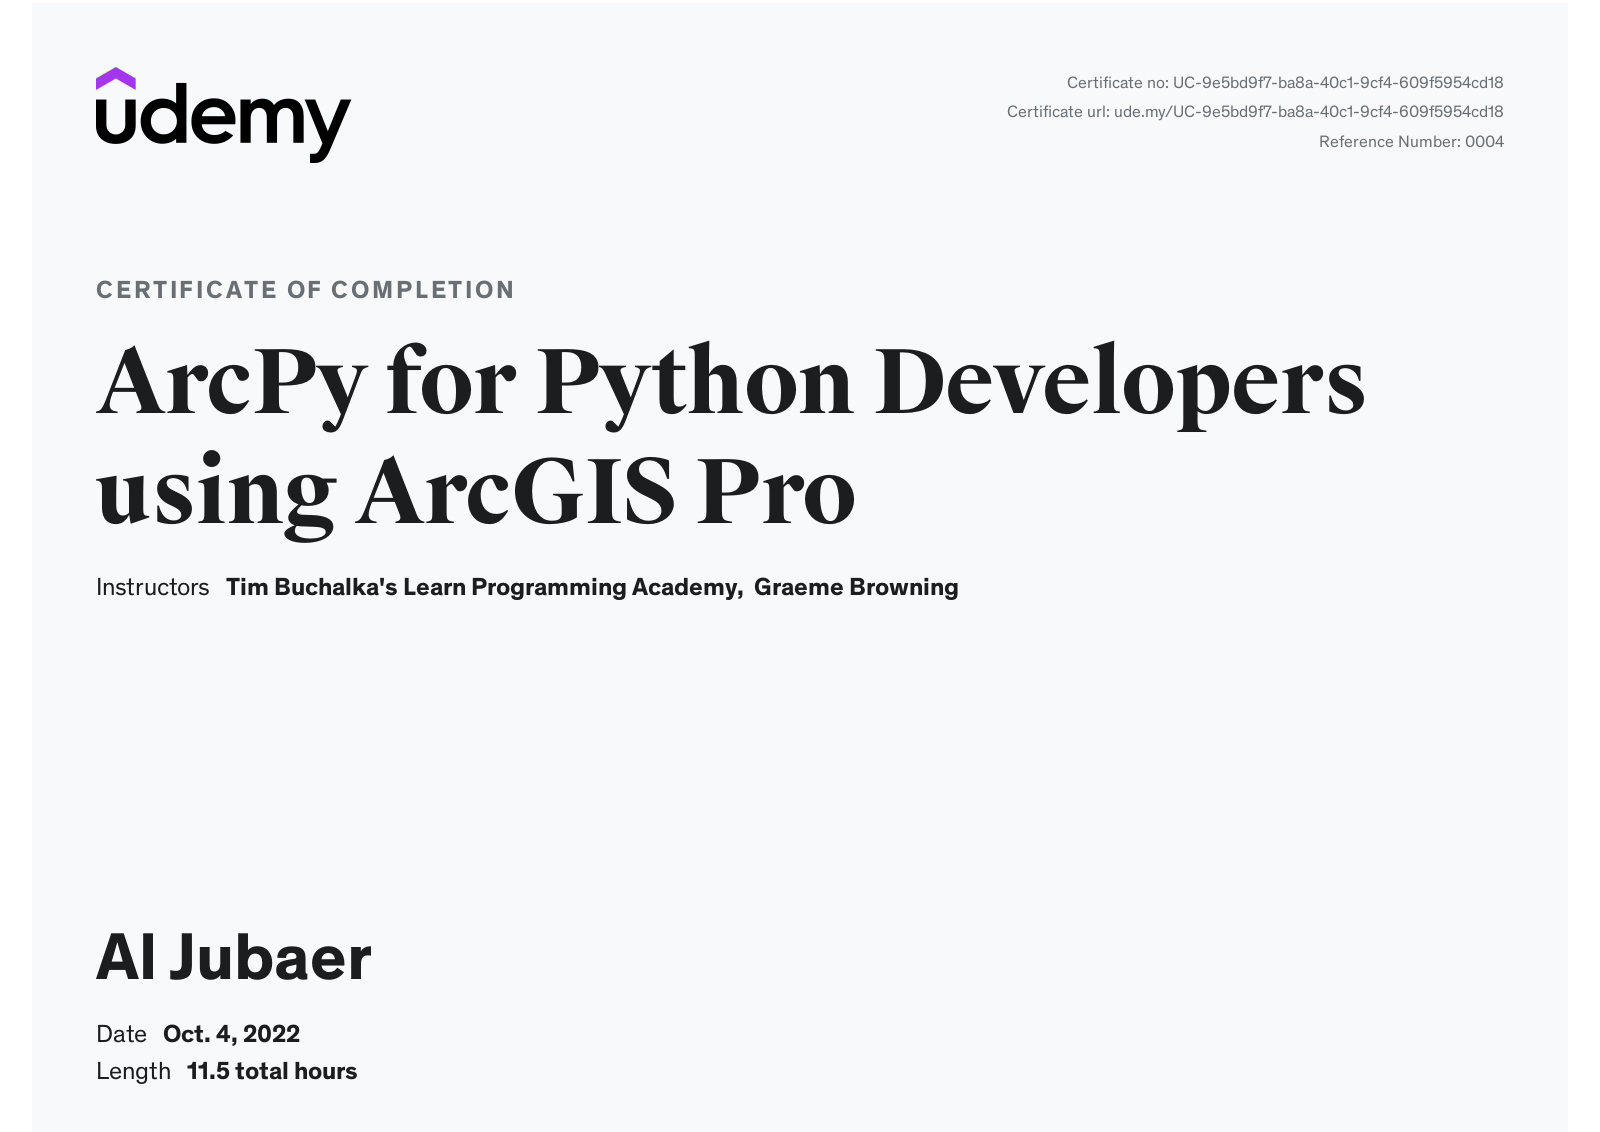 udemy
Certificate no: UC-9e5bd9f7-ba8a-40c1-9cf4-609f5954cd18
Certificate url: ude.my/UC-9e5bd9f7-ba8a-40c1-9cf4-609f5954cd18
Reference Number: 0004
CERTIFICATE OF COMPLETION
ArcPy for Python Developers
using ArcGIS Pro
Instructors Tim Buchalka's Learn Programming Academy, Graeme Browning
Al Jubaer
Date Oct. 4, 2022
Length 11.5 total hours